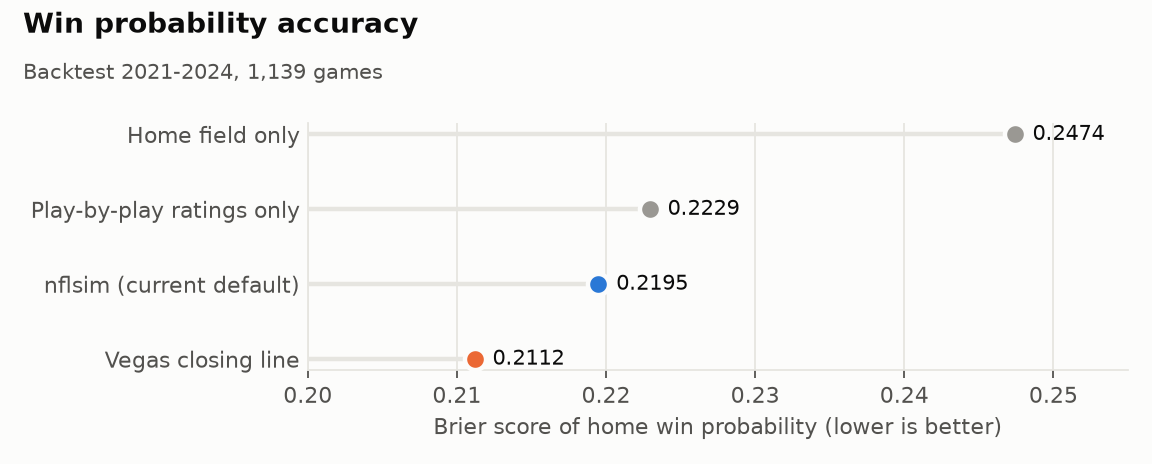 Win probability accuracy
Backtest 2021-2024, 1,139 games
Home field only 0.2474
Play-by-play ratings only 0.2229
nflsim (current default) 0.2195
Vegas closing line 0.2112
0.20 0.21 0.22 0.23 0.24 0.25
Brier score of home win probability (lower is better)